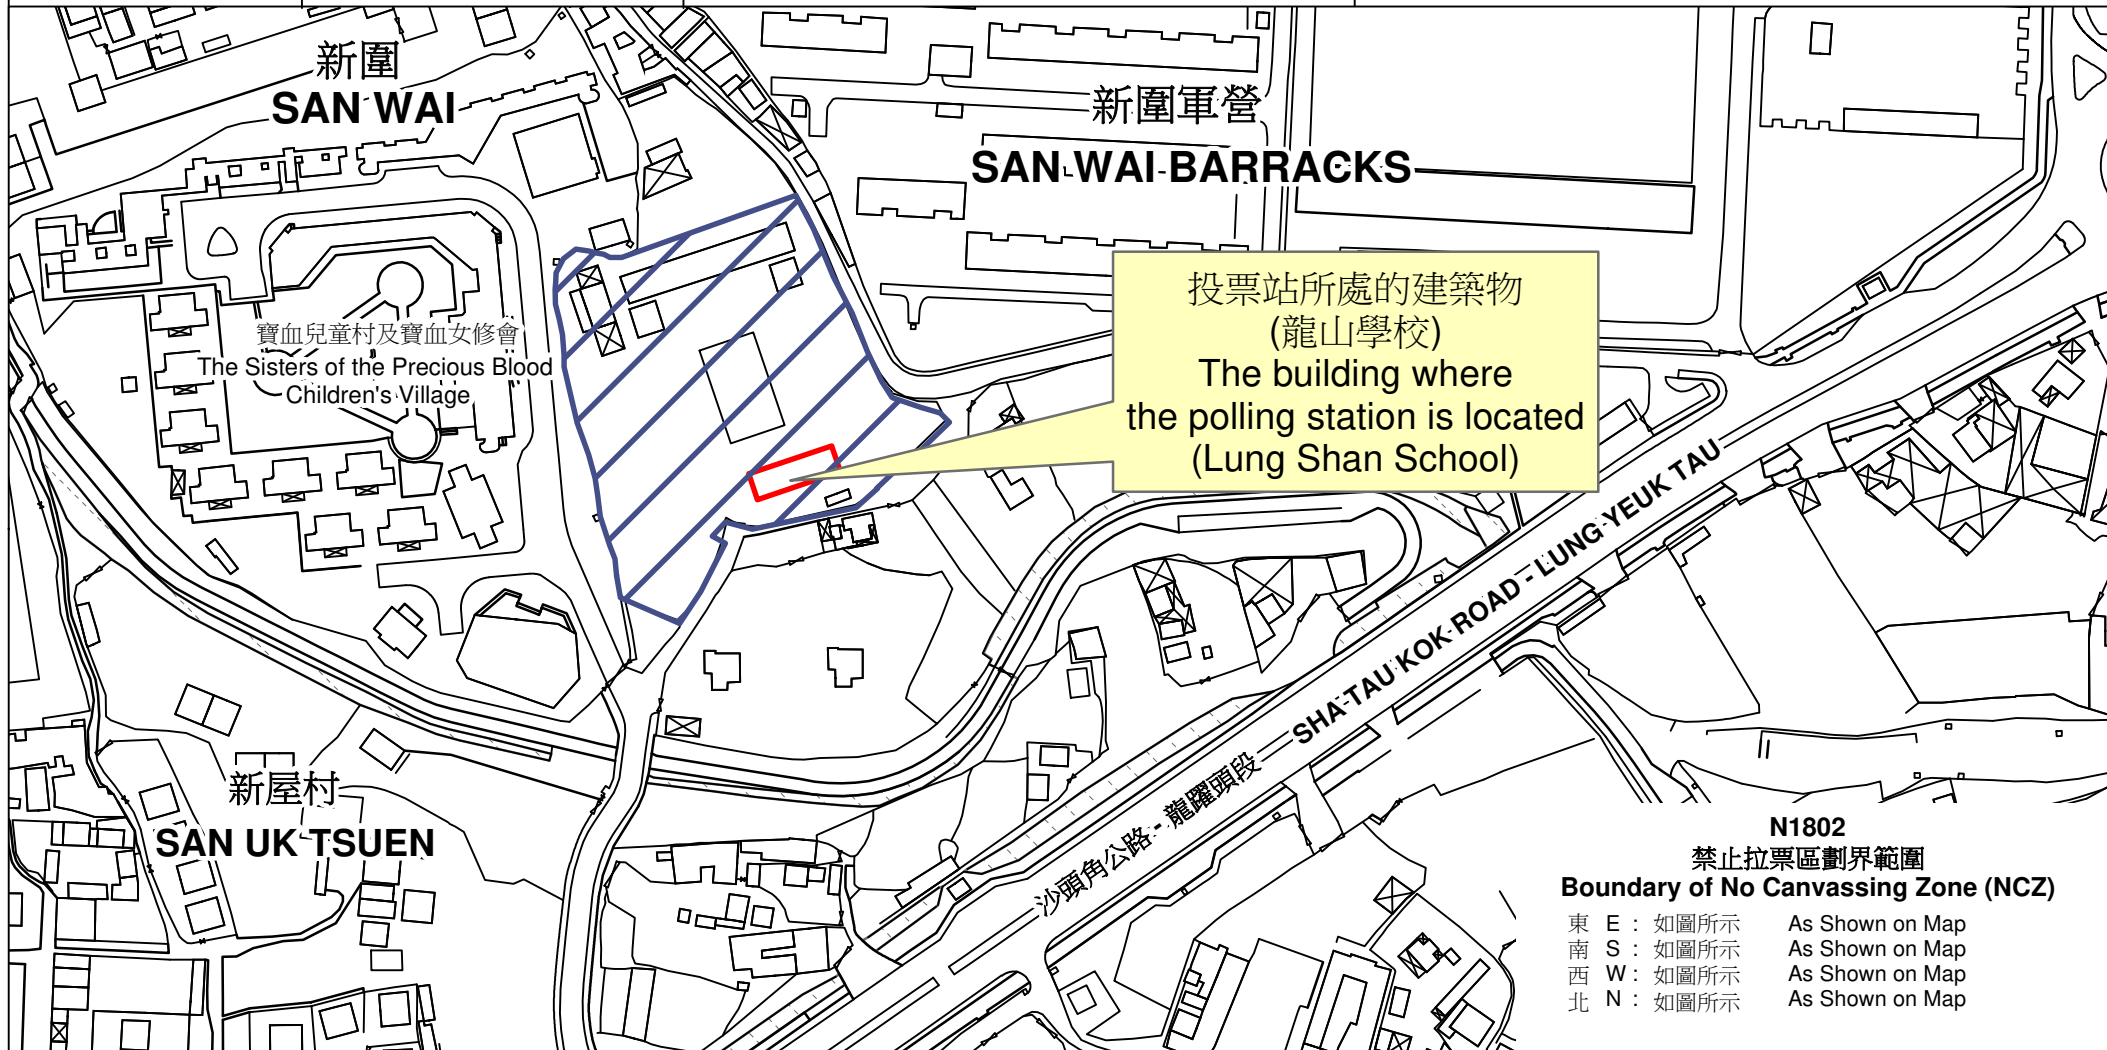 新圍
SAN WAI
新圍軍營
SAN WAI BARRACKS
投票站所處的建築物
(龍山學校)
The building where
the polling station is located
(Lung Shan School)
寶血兒童村及寶血女修會
The Sisters of the Precious Blood
Children's Village
沙頭角公路 - 龍躍頭段
SHA TAU KOK ROAD - LUNG YEUK TAU
新屋村
SAN UK TSUEN
N1802
禁止拉票區劃界範圍
Boundary of No Canvassing Zone (NCZ)
東 E : 如圖所示 As Shown on Map
南 S : 如圖所示 As Shown on Map
西 W : 如圖所示 As Shown on Map
北 N : 如圖所示 As Shown on Map